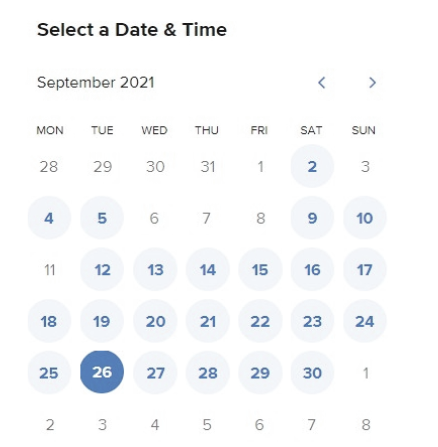 Select a Date & Time
September 2021
MON TUE WED THU FRI SAT SUN
28 29 30 31 1 2 3
4 5 6 7 8 9 10
11 12 13 14 15 16 17
18 19 20 21 22 23 24
25 26 27 28 29 30 1
2 3 4 5 6 7 8